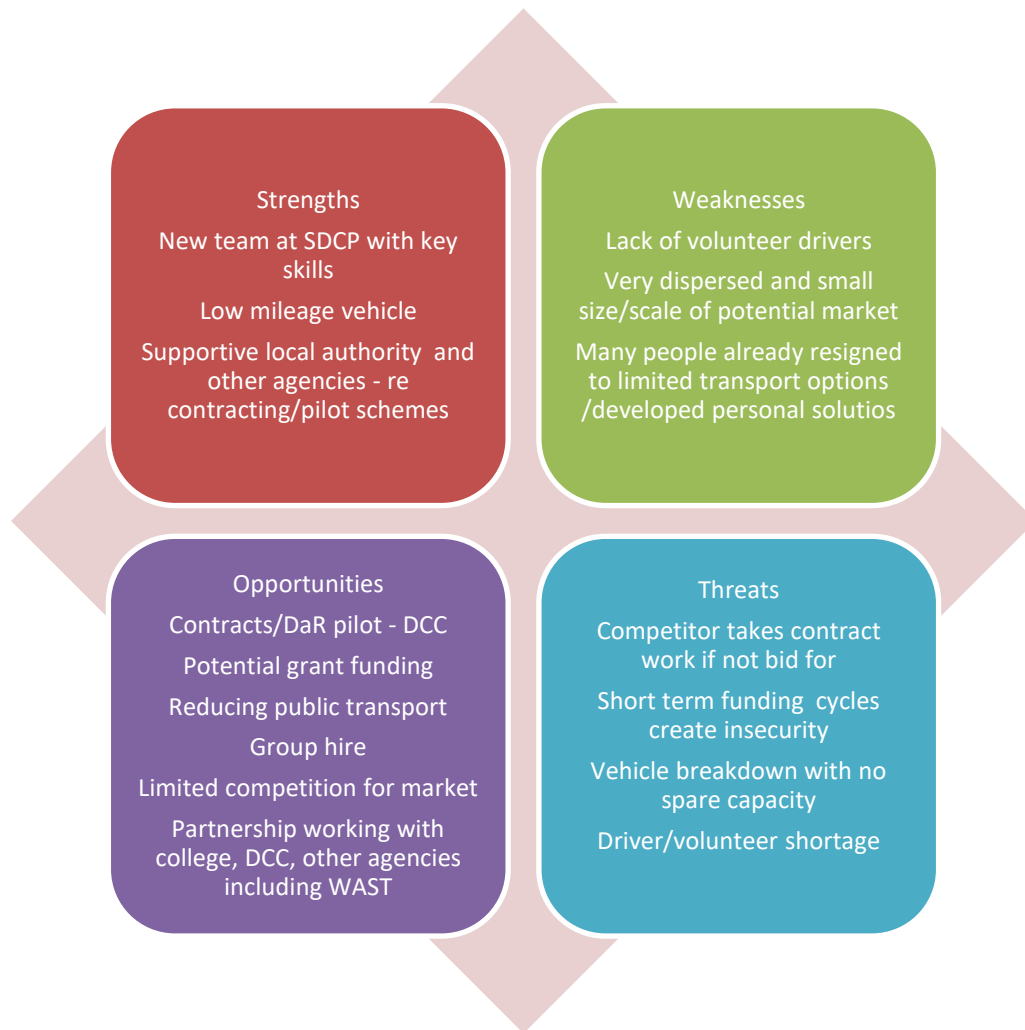 Strengths
New team at SDCP with key
skills
Low mileage vehicle
Supportive local authority and
other agencies - re
contracting/pilot schemes
Weaknesses
Lack of volunteer drivers
Very dispersed and small
size/scale of potential market
Many people already resigned
to limited transport options
/developed personal solutios
Opportunities
Contracts/DaR pilot - DCC
Potential grant funding
Reducing public transport
Group hire
Limited competition for market
Partnership working with
college, DCC, other agencies
including WAST
Threats
Competitor takes contract
work if not bid for
Short term funding cycles
create insecurity
Vehicle breakdown with no
spare capacity
Driver/volunteer shortage